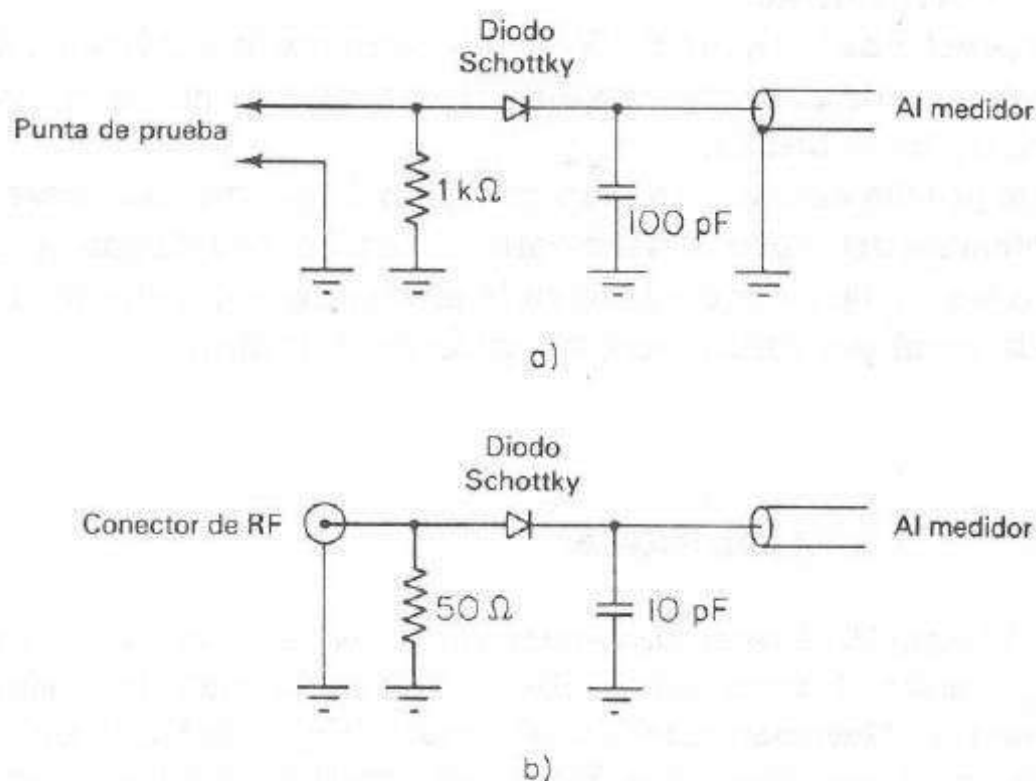 Diodo
Schottky
Punta de prueba
Al medidor
1 kΩ
100 pF
a)
Diodo
Schottky
Conector de RF
Al medidor
50 Ω
10 pF
b)